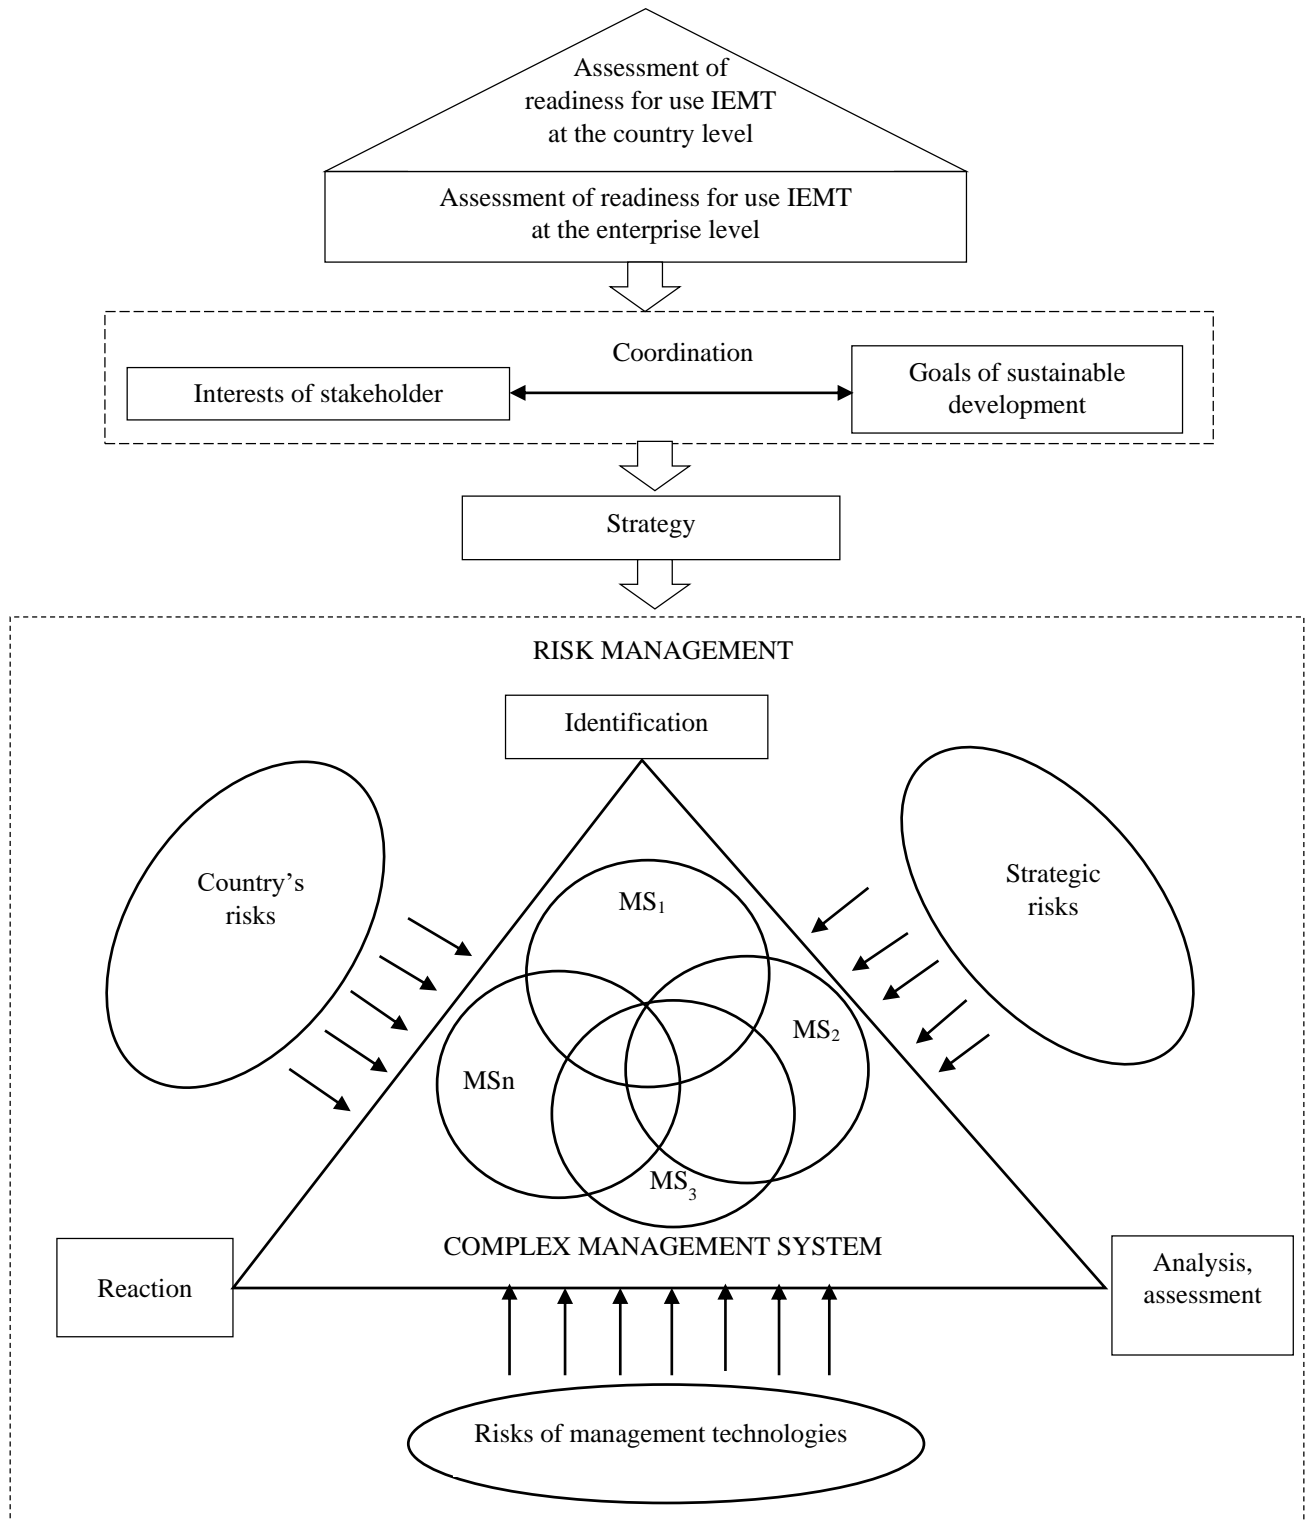 Assessment of
readiness for use IEMT
at the country level
Assessment of readiness for use IEMT
at the enterprise level
Coordination
Interests of stakeholder
Goals of sustainable
development
Strategy
RISK MANAGEMENT
Identification
Country's
risks
Strategic
risks
MS₁
MS₂
MSn
MS₃
COMPLEX MANAGEMENT SYSTEM
Reaction
Analysis,
assessment
Risks of management technologies